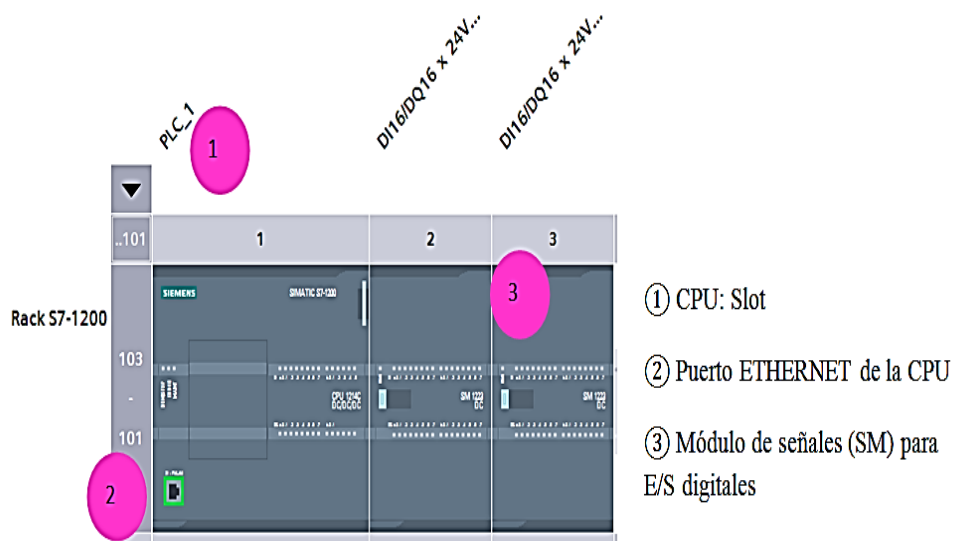 PLC_1
DI16/DQ16 x 24V...
DI16/DQ16 x 24V...
1
..101
1
2
3
Rack S7-1200
SIEMENS
SIMATIC S7-1200
3
103
-
101
CPU 1214C
DC/DC/DC
SM 1223
DC
SM 1223
DC
2
① CPU: Slot
② Puerto ETHERNET de la CPU
③ Módulo de señales (SM) para
E/S digitales